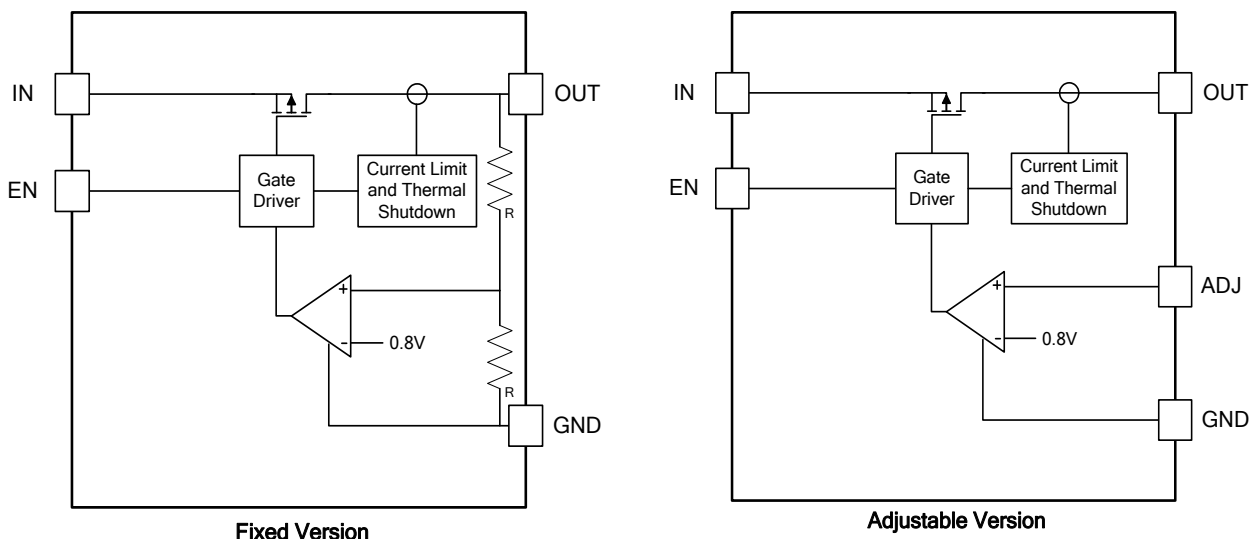 IN
OUT
EN
Gate
Driver
Current Limit
and Thermal
Shutdown
R
+
-
0.8V
R
GND
Fixed Version
IN
OUT
EN
Gate
Driver
Current Limit
and Thermal
Shutdown
ADJ
+
-
0.8V
GND
Adjustable Version